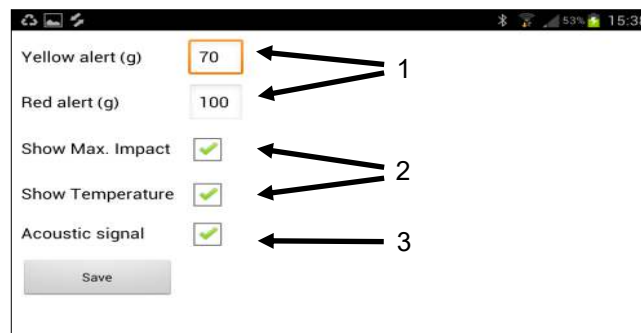 53% 15:38
Yellow alert (g) 70
1
Red alert (g) 100
Show Max. Impact
2
Show Temperature
Acoustic signal
3
Save